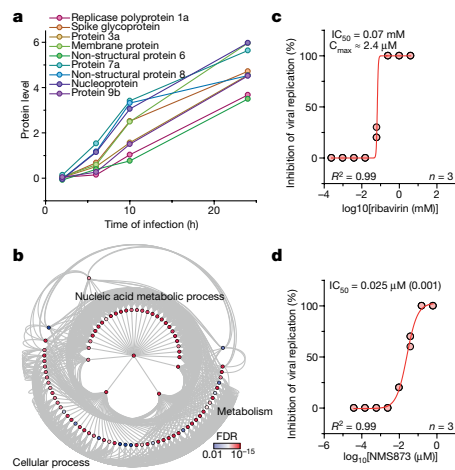 a
Replicase polyprotein 1a
Spike glycoprotein
Protein 3a
Membrane protein
Non-structural protein 6
Protein 7a
Non-structural protein 8
Nucleoprotein
Protein 9b
Protein level
6
4
2
0
0
5
10
15
20
25
Time of infection (h)
b
Nucleic acid metabolic process
Metabolism
Cellular process
FDR
0.01 10⁻¹⁵
c
IC₅₀ = 0.07 mM
Cₘₐₓ ≈ 2.4 μM
Inhibition of viral replication (%)
100
50
0
R² = 0.99
n = 3
–4
–2
0
2
log10[ribavirin (mM)]
d
IC₅₀ = 0.025 μM (0.001)
Inhibition of viral replication (%)
100
50
0
R² = 0.99
n = 3
–4
–2
0
log₁₀[NMS873 (μM)]